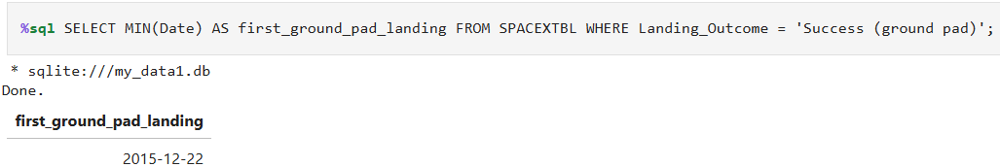 %sql SELECT MIN(Date) AS first_ground_pad_landing FROM SPACEXTBL WHERE Landing_Outcome = 'Success (ground pad)';
* sqlite:///my_data1.db
Done.
first_ground_pad_landing
2015-12-22